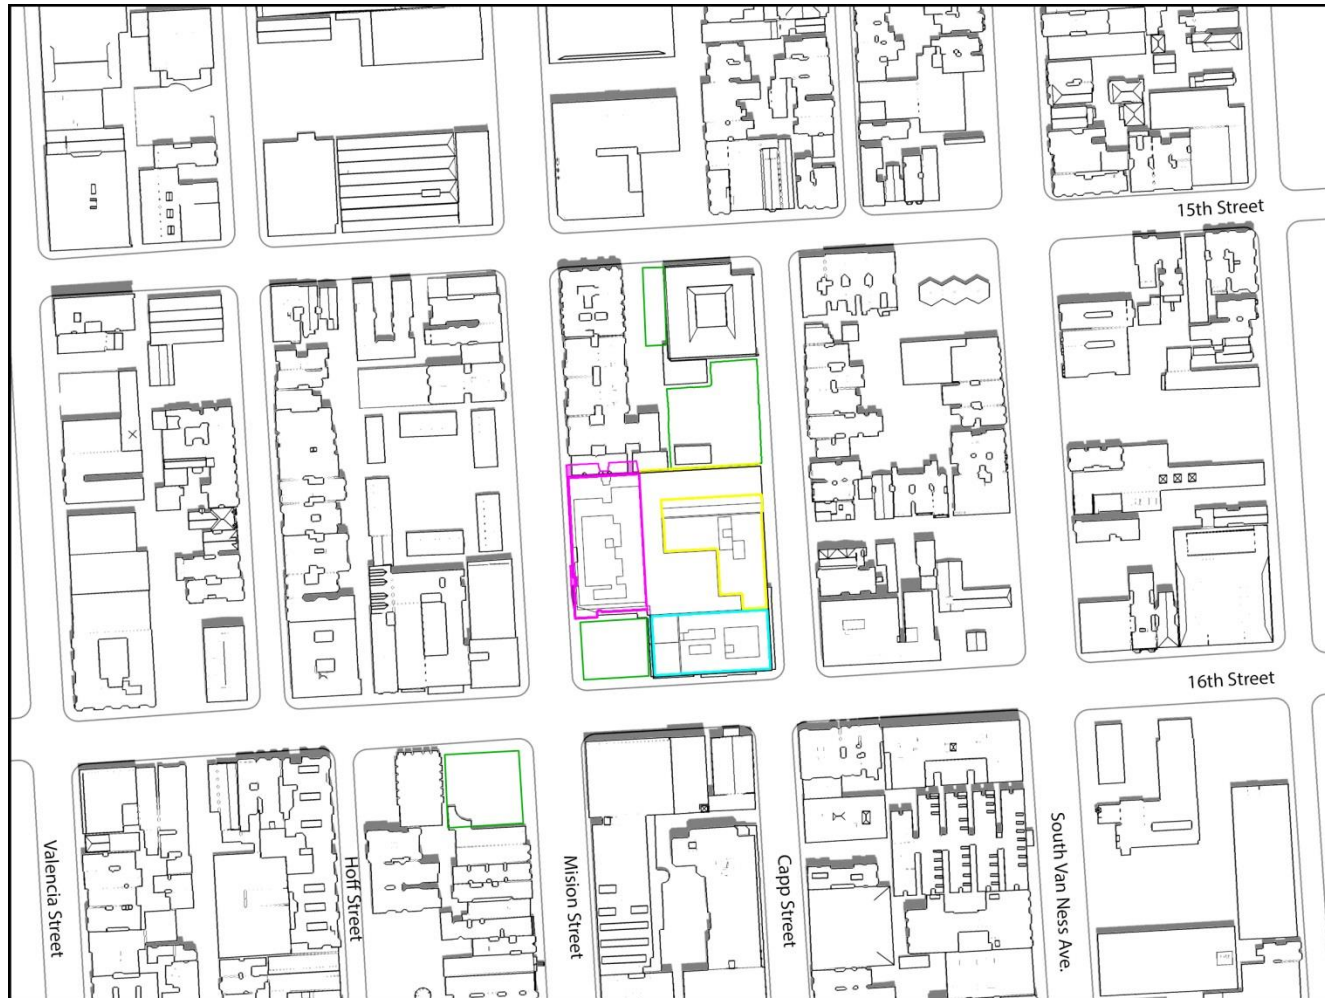 15th Street
16th Street
Valencia Street
Hoff Street
Mision Street
Capp Street
South Van Ness Ave.